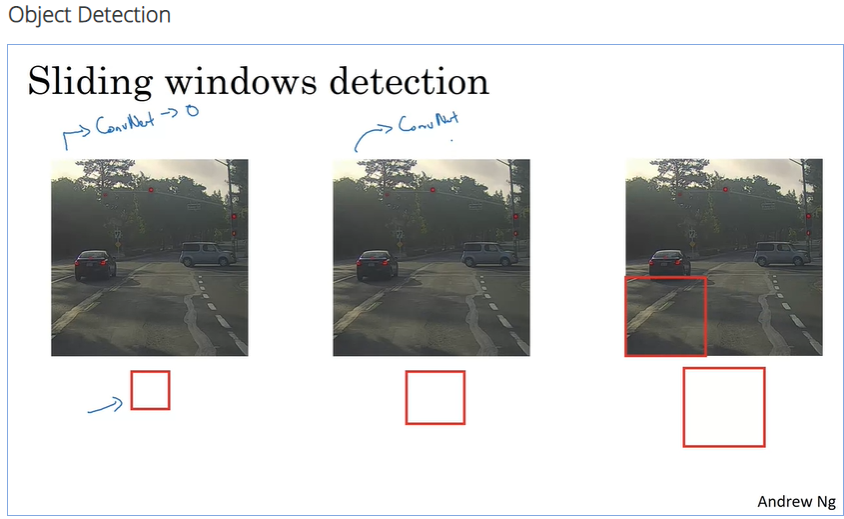 Object Detection
Sliding windows detection
→ ConvNet → 0
→ ConvNet
Andrew Ng